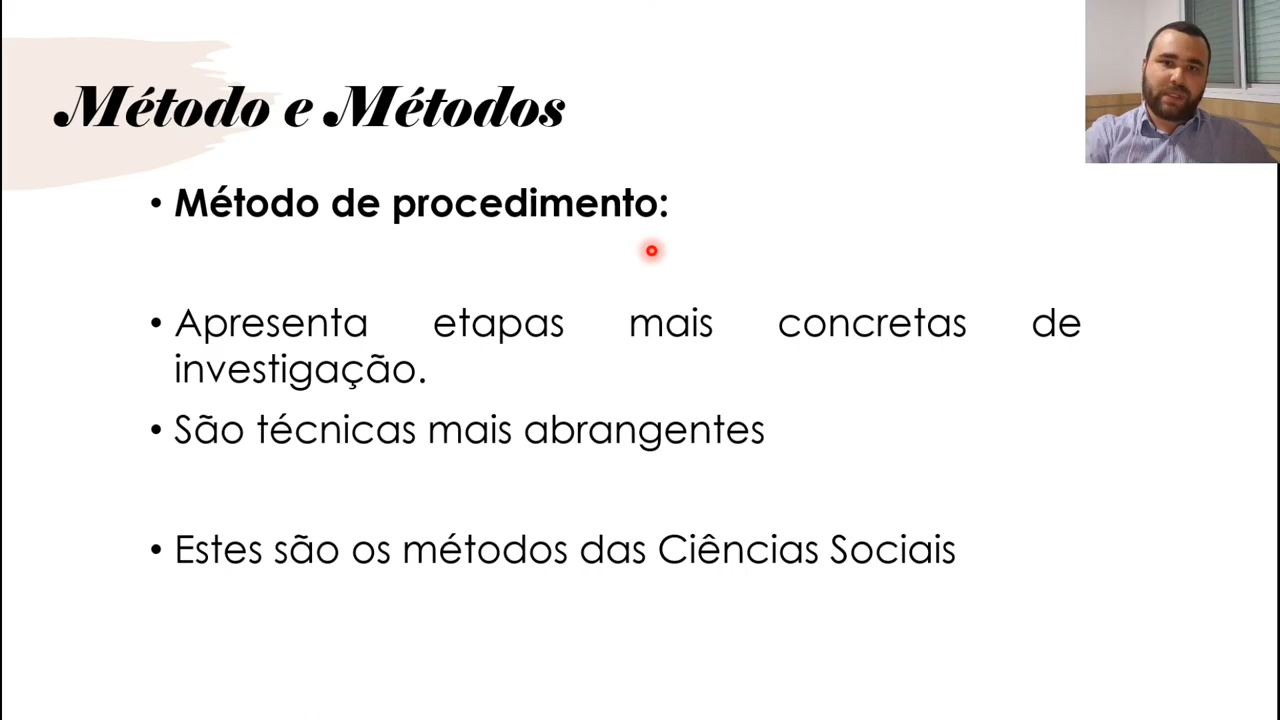 Método e Métodos
• Método de procedimento:
• Apresenta etapas mais concretas de
investigação.
• São técnicas mais abrangentes
• Estes são os métodos das Ciências Sociais